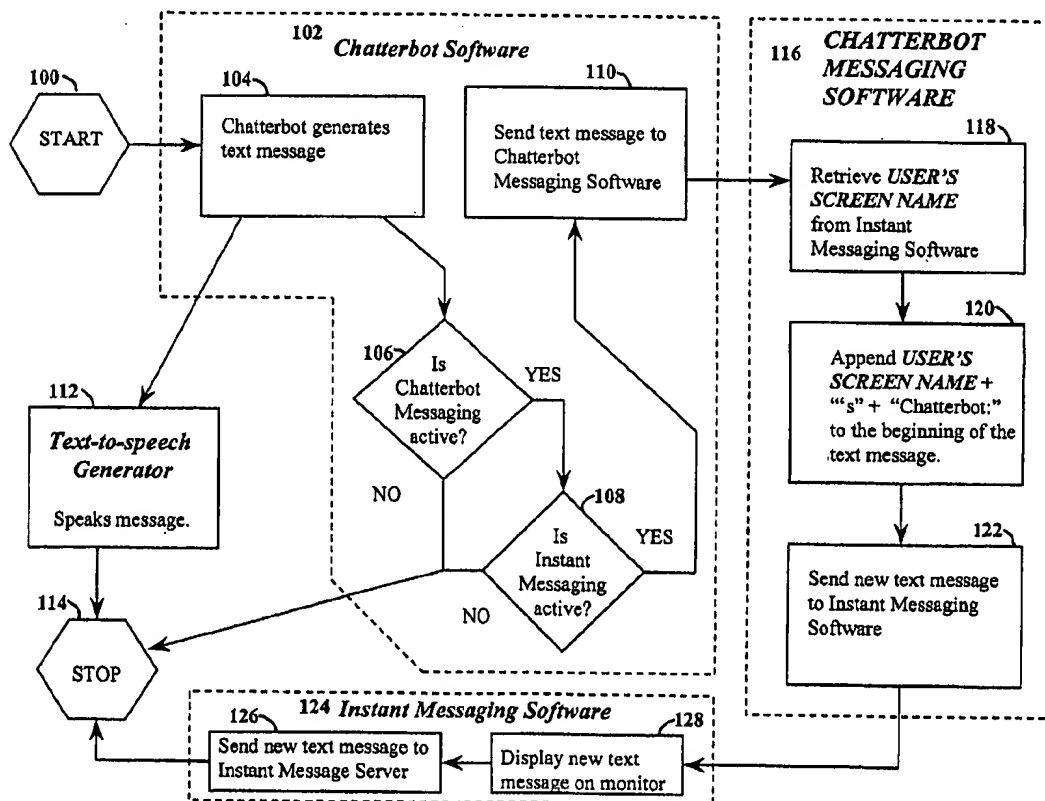 102
Chatterbot Software
100
START
104
Chatterbot generates
text message
110
Send text message to
Chatterbot
Messaging Software
116
CHATTERBOT
MESSAGING
SOFTWARE
118
Retrieve USER'S
SCREEN NAME
from Instant
Messaging Software
120
Append USER'S
SCREEN NAME +
"'s" + "Chatterbot:"
to the beginning of the
text message.
122
Send new text message
to Instant Messaging
Software
106
Is
Chatterbot
Messaging
active?
YES
NO
108
Is
Instant
Messaging
active?
YES
NO
112
Text-to-speech
Generator
Speaks message.
114
STOP
124 Instant Messaging Software
126
Send new text message to
Instant Message Server
128
Display new text
message on monitor